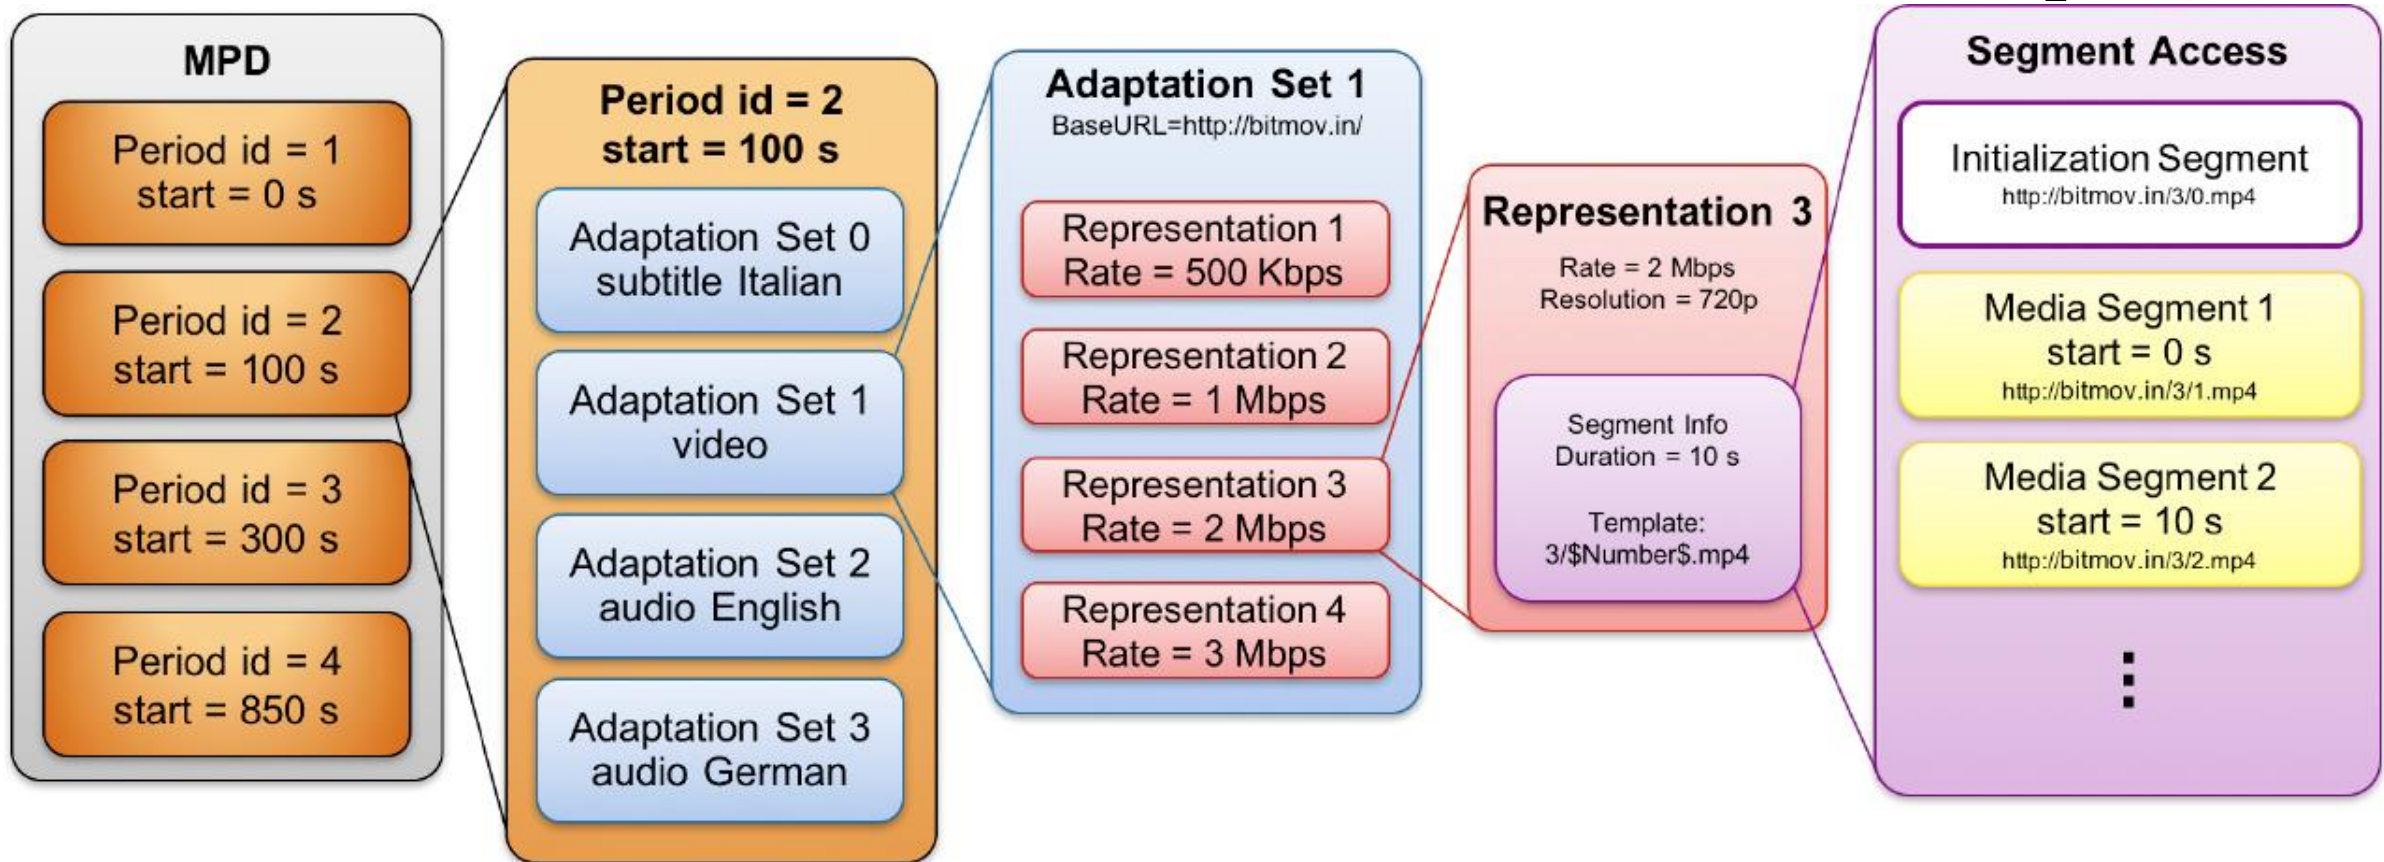 MPD
Period id = 1
start = 0 s
Period id = 2
start = 100 s
Period id = 3
start = 300 s
Period id = 4
start = 850 s
Period id = 2
start = 100 s
Adaptation Set 0
subtitle Italian
Adaptation Set 1
video
Adaptation Set 2
audio English
Adaptation Set 3
audio German
Adaptation Set 1
BaseURL=http://bitmov.in/
Representation 1
Rate = 500 Kbps
Representation 2
Rate = 1 Mbps
Representation 3
Rate = 2 Mbps
Representation 4
Rate = 3 Mbps
Representation 3
Rate = 2 Mbps
Resolution = 720p
Segment Info
Duration = 10 s
Template:
3/$Number$.mp4
Segment Access
Initialization Segment
http://bitmov.in/3/0.mp4
Media Segment 1
start = 0 s
http://bitmov.in/3/1.mp4
Media Segment 2
start = 10 s
http://bitmov.in/3/2.mp4